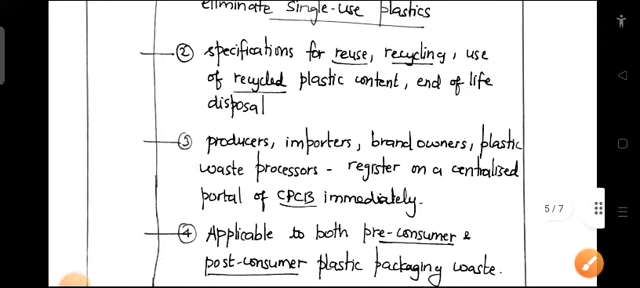 eliminate single-use plastics
② specifications for reuse, recycling, use
of recycled plastic content, end of life
disposal
③ producers, importers, brand owners, plastic
waste processors - register on a centralised
portal of CPCB immediately.
5/7
④ Applicable to both pre-consumer &
post-consumer plastic packaging waste.